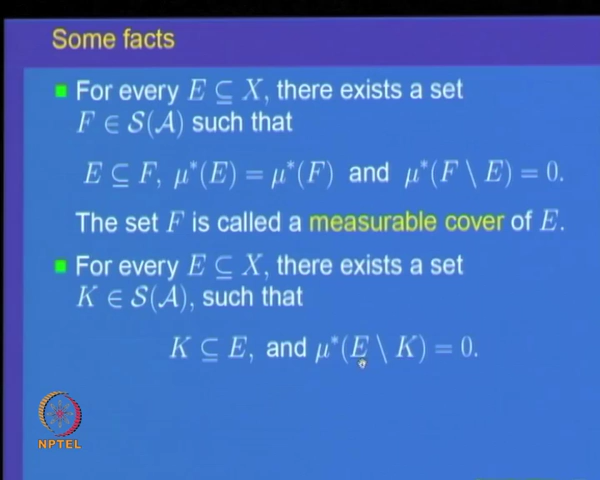 Some facts
For every E ⊆ X, there exists a set
F ∈ S(A) such that
E ⊆ F, μ*(E) = μ*(F) and μ*(F \ E) = 0.
The set F is called a measurable cover of E.
For every E ⊆ X, there exists a set
K ∈ S(A), such that
K ⊆ E, and μ*(E \ K) = 0.
NPTEL